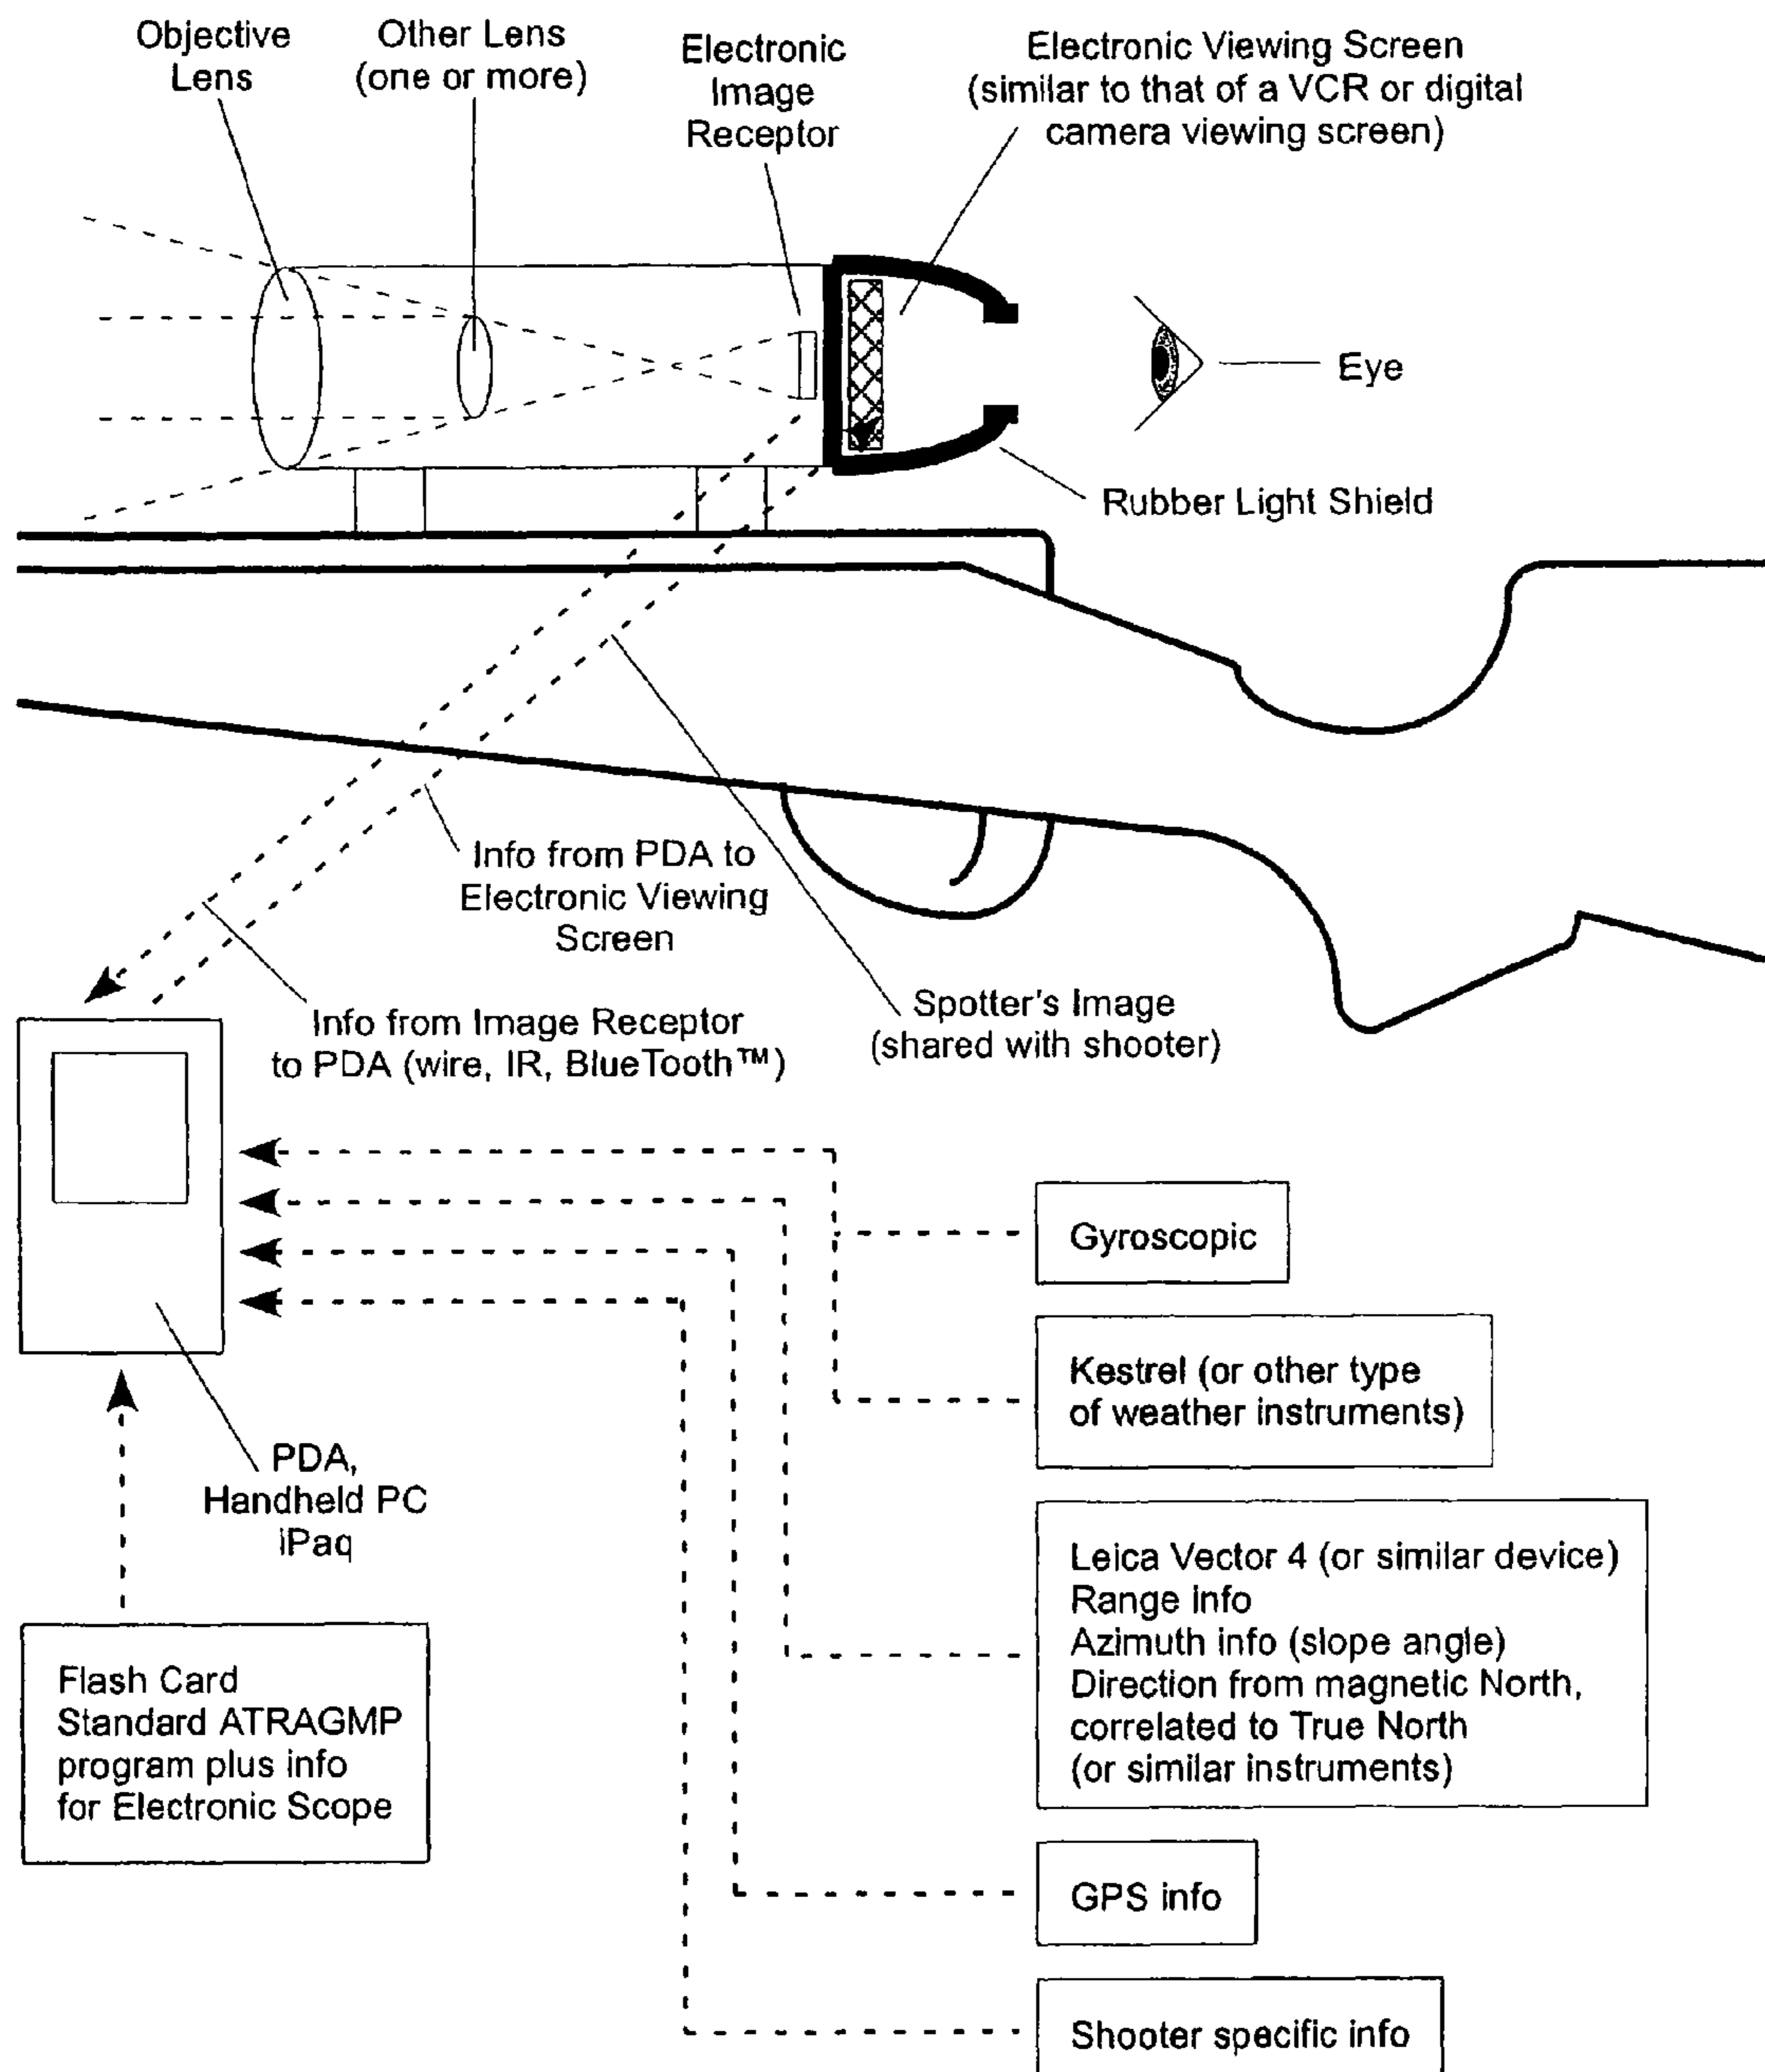 Objective
Lens
Other Lens
(one or more)
Electronic
Image
Receptor
Electronic Viewing Screen
(similar to that of a VCR or digital
camera viewing screen)
Eye
Rubber Light Shield
Info from PDA to
Electronic Viewing
Screen
Spotter's Image
(shared with shooter)
Info from Image Receptor
to PDA (wire, IR, BlueTooth™)
PDA,
Handheld PC
iPaq
Flash Card
Standard ATRAGMP
program plus info
for Electronic Scope
Gyroscopic
Kestrel (or other type
of weather instruments)
Leica Vector 4 (or similar device)
Range info
Azimuth info (slope angle)
Direction from magnetic North,
correlated to True North
(or similar instruments)
GPS info
Shooter specific info